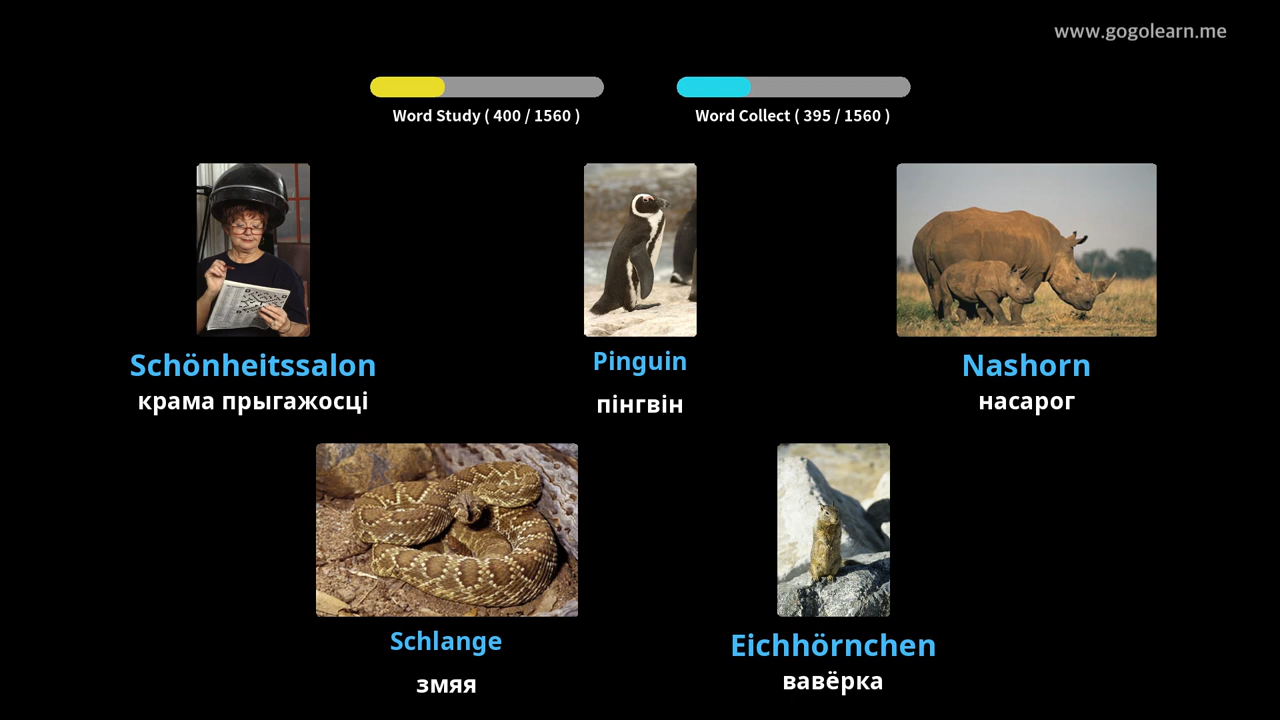 www.gogolearn.me
Word Study ( 400 / 1560 )
Word Collect ( 395 / 1560 )
Schönheitssalon
крама прыгажосці
Pinguin
пінгвін
Nashorn
насарог
Schlange
змяя
Eichhörnchen
вавёрка